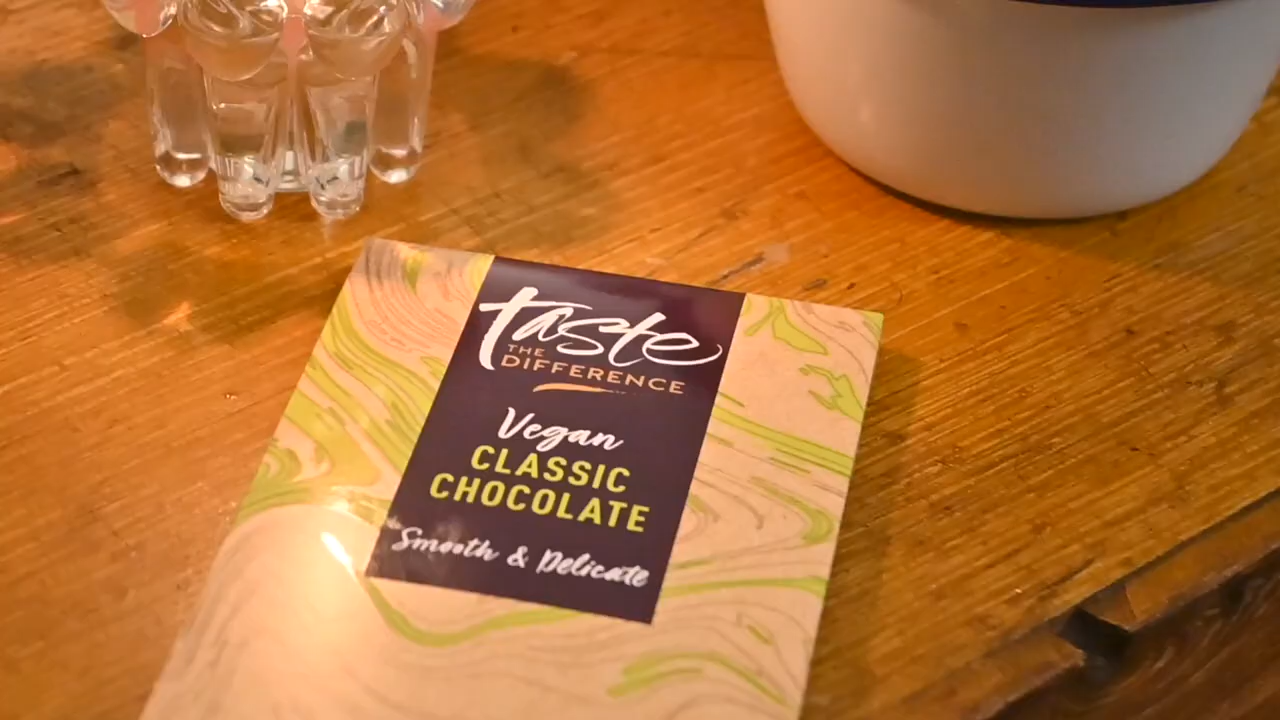 taste
THE
DIFFERENCE
Vegan
CLASSIC
CHOCOLATE
Smooth & Delicate